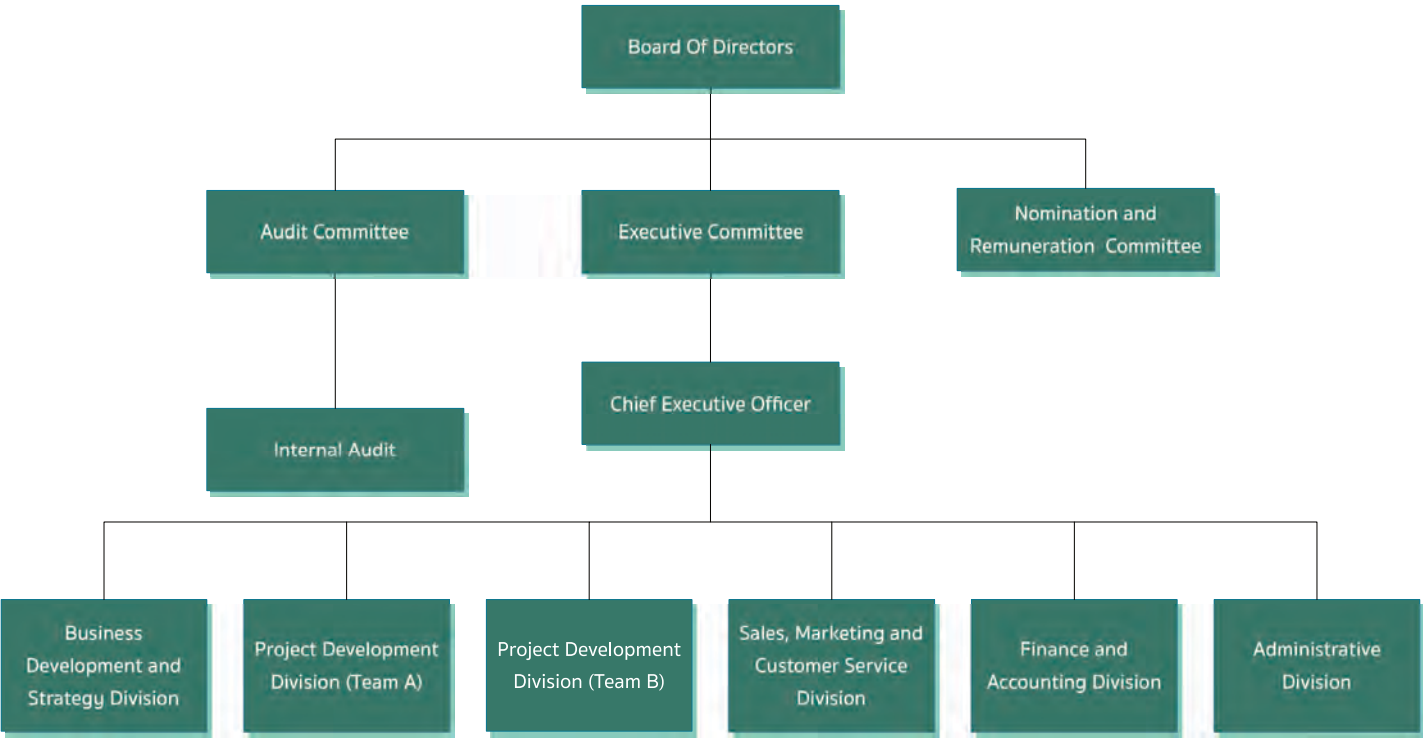 Board Of Directors
Audit Committee
Executive Committee
Nomination and
Remuneration Committee
Chief Executive Officer
Internal Audit
Business
Development and
Strategy Division
Project Development
Division (Team A)
Project Development
Division (Team B)
Sales, Marketing and
Customer Service
Division
Finance and
Accounting Division
Administrative
Division